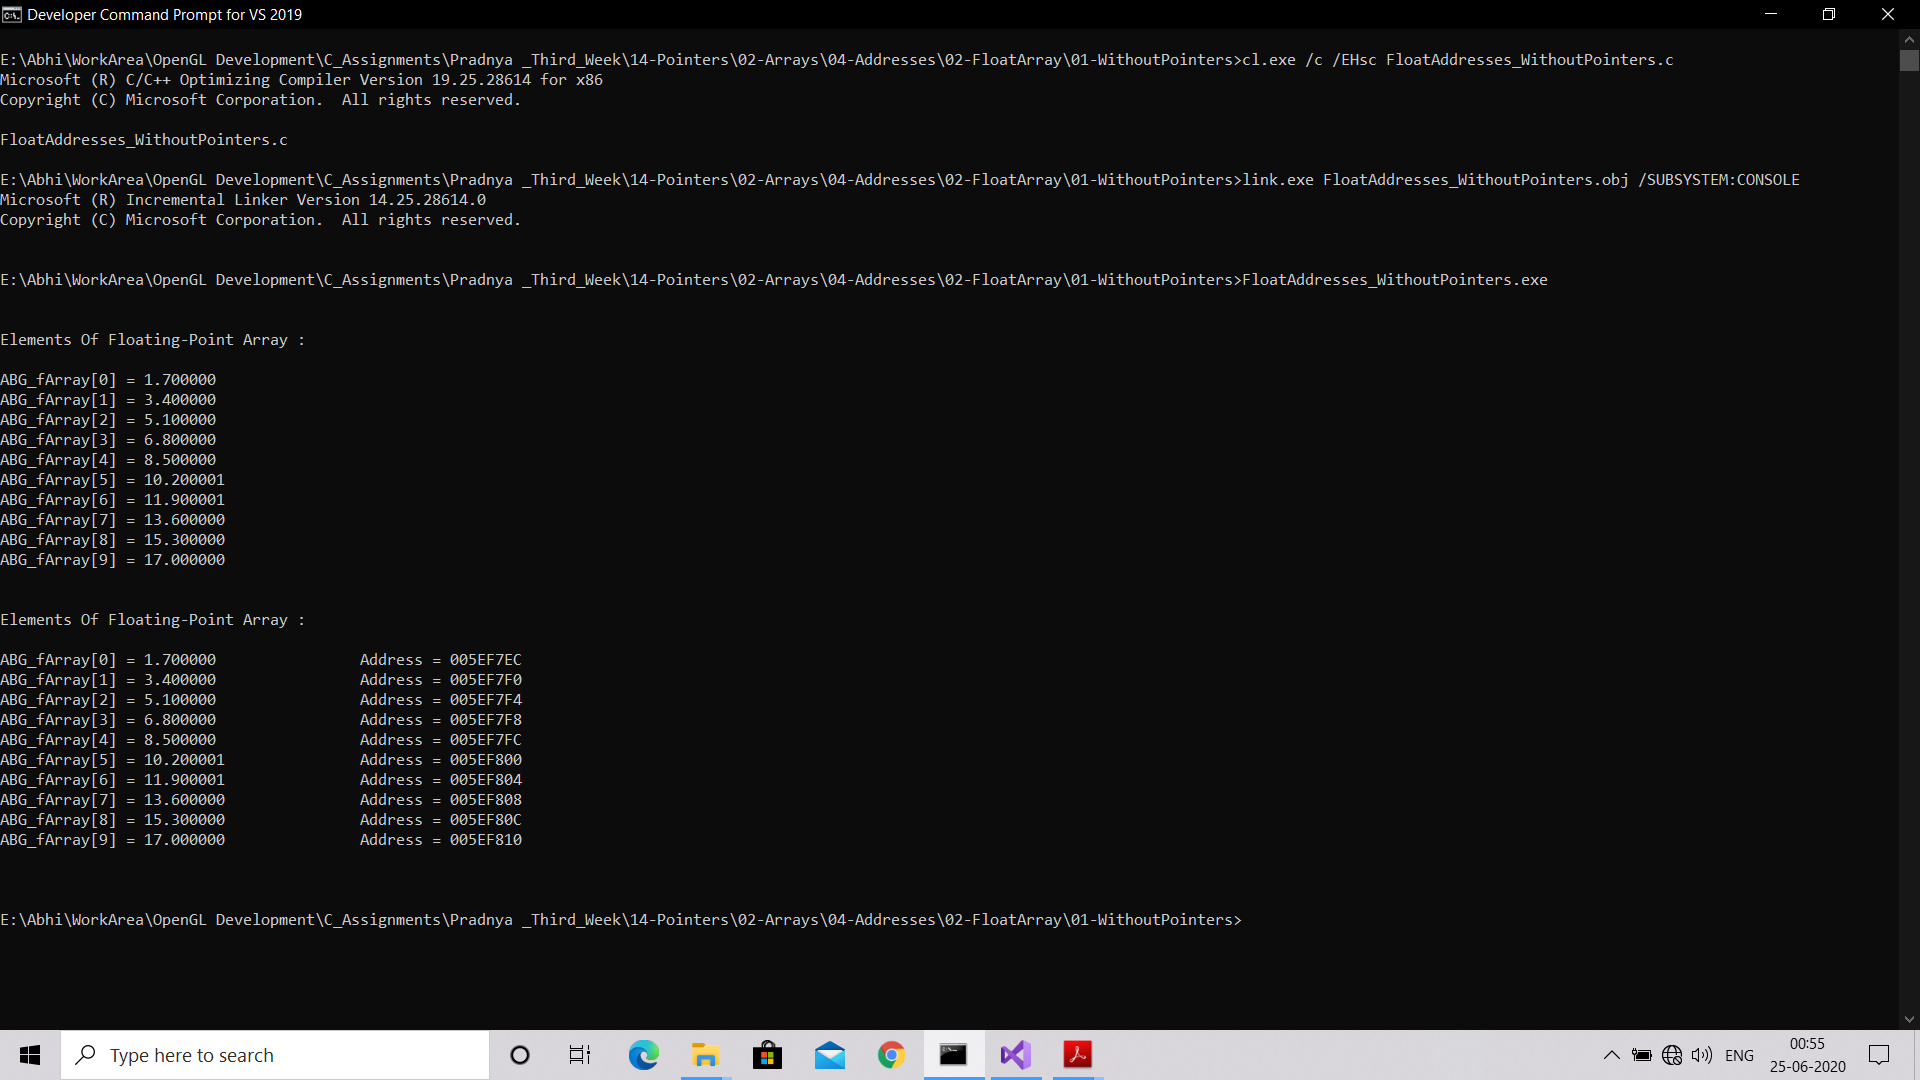 Developer Command Prompt for VS 2019
E:\Abhi\WorkArea\OpenGL Development\C_Assignments\Pradnya _Third_Week\14-Pointers\02-Arrays\04-Addresses\02-FloatArray\01-WithoutPointers>cl.exe /c /EHsc FloatAddresses_WithoutPointers.c
Microsoft (R) C/C++ Optimizing Compiler Version 19.25.28614 for x86
Copyright (C) Microsoft Corporation.  All rights reserved.
FloatAddresses_WithoutPointers.c
E:\Abhi\WorkArea\OpenGL Development\C_Assignments\Pradnya _Third_Week\14-Pointers\02-Arrays\04-Addresses\02-FloatArray\01-WithoutPointers>link.exe FloatAddresses_WithoutPointers.obj /SUBSYSTEM:CONSOLE
Microsoft (R) Incremental Linker Version 14.25.28614.0
Copyright (C) Microsoft Corporation.  All rights reserved.
E:\Abhi\WorkArea\OpenGL Development\C_Assignments\Pradnya _Third_Week\14-Pointers\02-Arrays\04-Addresses\02-FloatArray\01-WithoutPointers>FloatAddresses_WithoutPointers.exe
Elements Of Floating-Point Array :
ABG_fArray[0] = 1.700000
ABG_fArray[1] = 3.400000
ABG_fArray[2] = 5.100000
ABG_fArray[3] = 6.800000
ABG_fArray[4] = 8.500000
ABG_fArray[5] = 10.200001
ABG_fArray[6] = 11.900001
ABG_fArray[7] = 13.600000
ABG_fArray[8] = 15.300000
ABG_fArray[9] = 17.000000
Elements Of Floating-Point Array :
ABG_fArray[0] = 1.700000                Address = 005EF7EC
ABG_fArray[1] = 3.400000                Address = 005EF7F0
ABG_fArray[2] = 5.100000                Address = 005EF7F4
ABG_fArray[3] = 6.800000                Address = 005EF7F8
ABG_fArray[4] = 8.500000                Address = 005EF7FC
ABG_fArray[5] = 10.200001               Address = 005EF800
ABG_fArray[6] = 11.900001               Address = 005EF804
ABG_fArray[7] = 13.600000               Address = 005EF808
ABG_fArray[8] = 15.300000               Address = 005EF80C
ABG_fArray[9] = 17.000000               Address = 005EF810
E:\Abhi\WorkArea\OpenGL Development\C_Assignments\Pradnya _Third_Week\14-Pointers\02-Arrays\04-Addresses\02-FloatArray\01-WithoutPointers>
Type here to search
ENG
00:55
25-06-2020